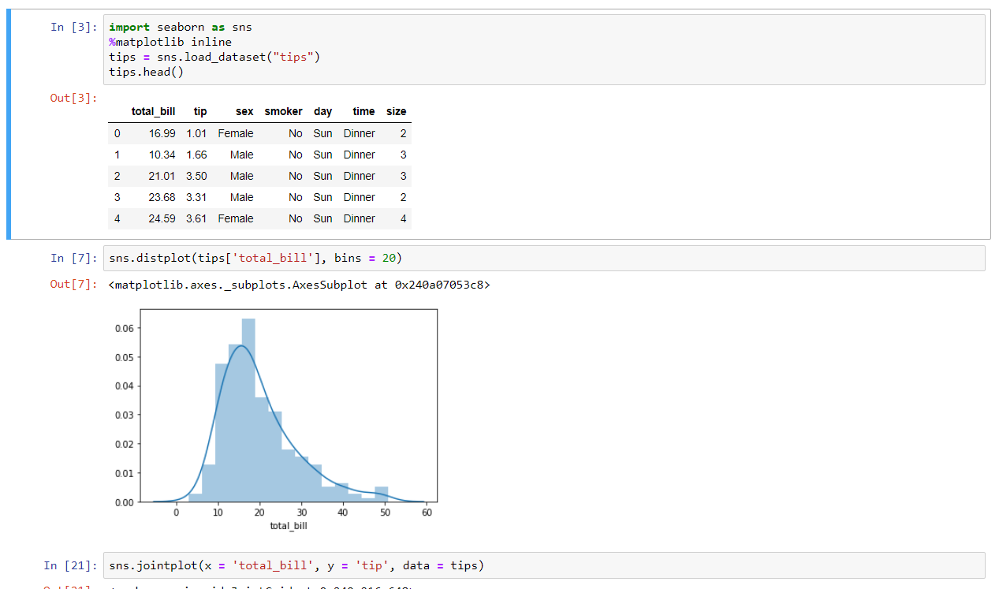 In [3]: import seaborn as sns
%matplotlib inline
tips = sns.load_dataset("tips")
tips.head()
Out[3]:
total_bill tip sex smoker day time size
0 16.99 1.01 Female No Sun Dinner 2
1 10.34 1.66 Male No Sun Dinner 3
2 21.01 3.50 Male No Sun Dinner 3
3 23.68 3.31 Male No Sun Dinner 2
4 24.59 3.61 Female No Sun Dinner 4
In [7]: sns.distplot(tips['total_bill'], bins = 20)
Out[7]: <matplotlib.axes._subplots.AxesSubplot at 0x240a07053c8>
0.06
0.05
0.04
0.03
0.02
0.01
0.00
0 10 20 30 40 50 60
total_bill
In [21]: sns.jointplot(x = 'total_bill', y = 'tip', data = tips)